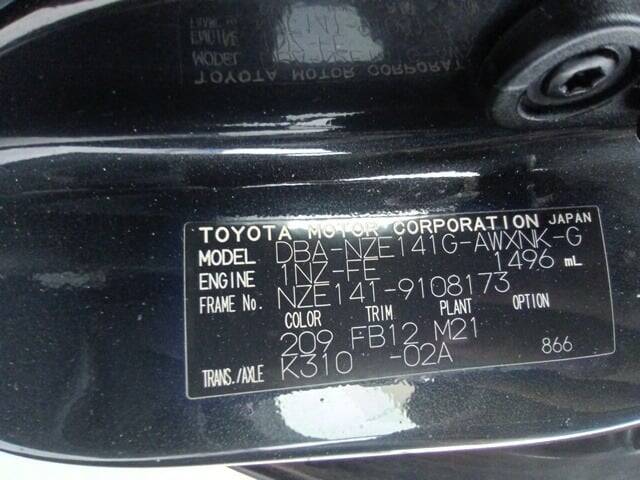 TOYOTA MOTOR CORPORATION JAPAN
MODEL DBA-NZE141G-AWXNK-G
ENGINE 1NZ-FE 1496 mL
FRAME No. NZE141-9108173
COLOR TRIM PLANT OPTION
209 FB12 M21
TRANS./AXLE K310 -02A 866